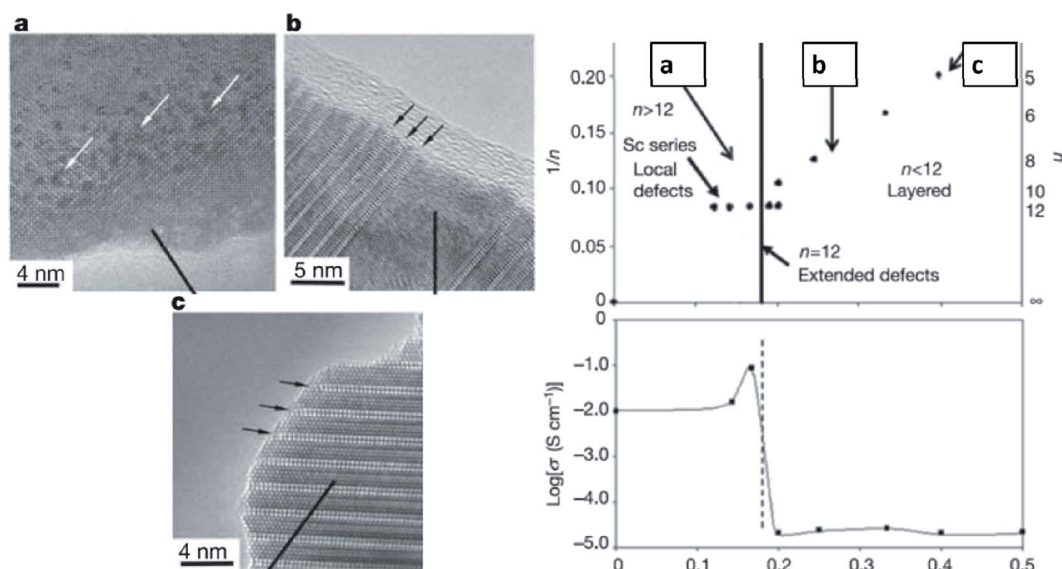 a
b
4 nm
5 nm
c
4 nm
a
b
c
0.20
0.15
0.10
0.05
0
1/n
n>12
Sc series
Local
defects
n<12
Layered
n=12
Extended defects
5
6
8
10
12
∞
n
0
−1.0
−2.0
−3.0
−4.0
−5.0
Log[σ (S cm⁻¹)]
0
0.1
0.2
0.3
0.4
0.5